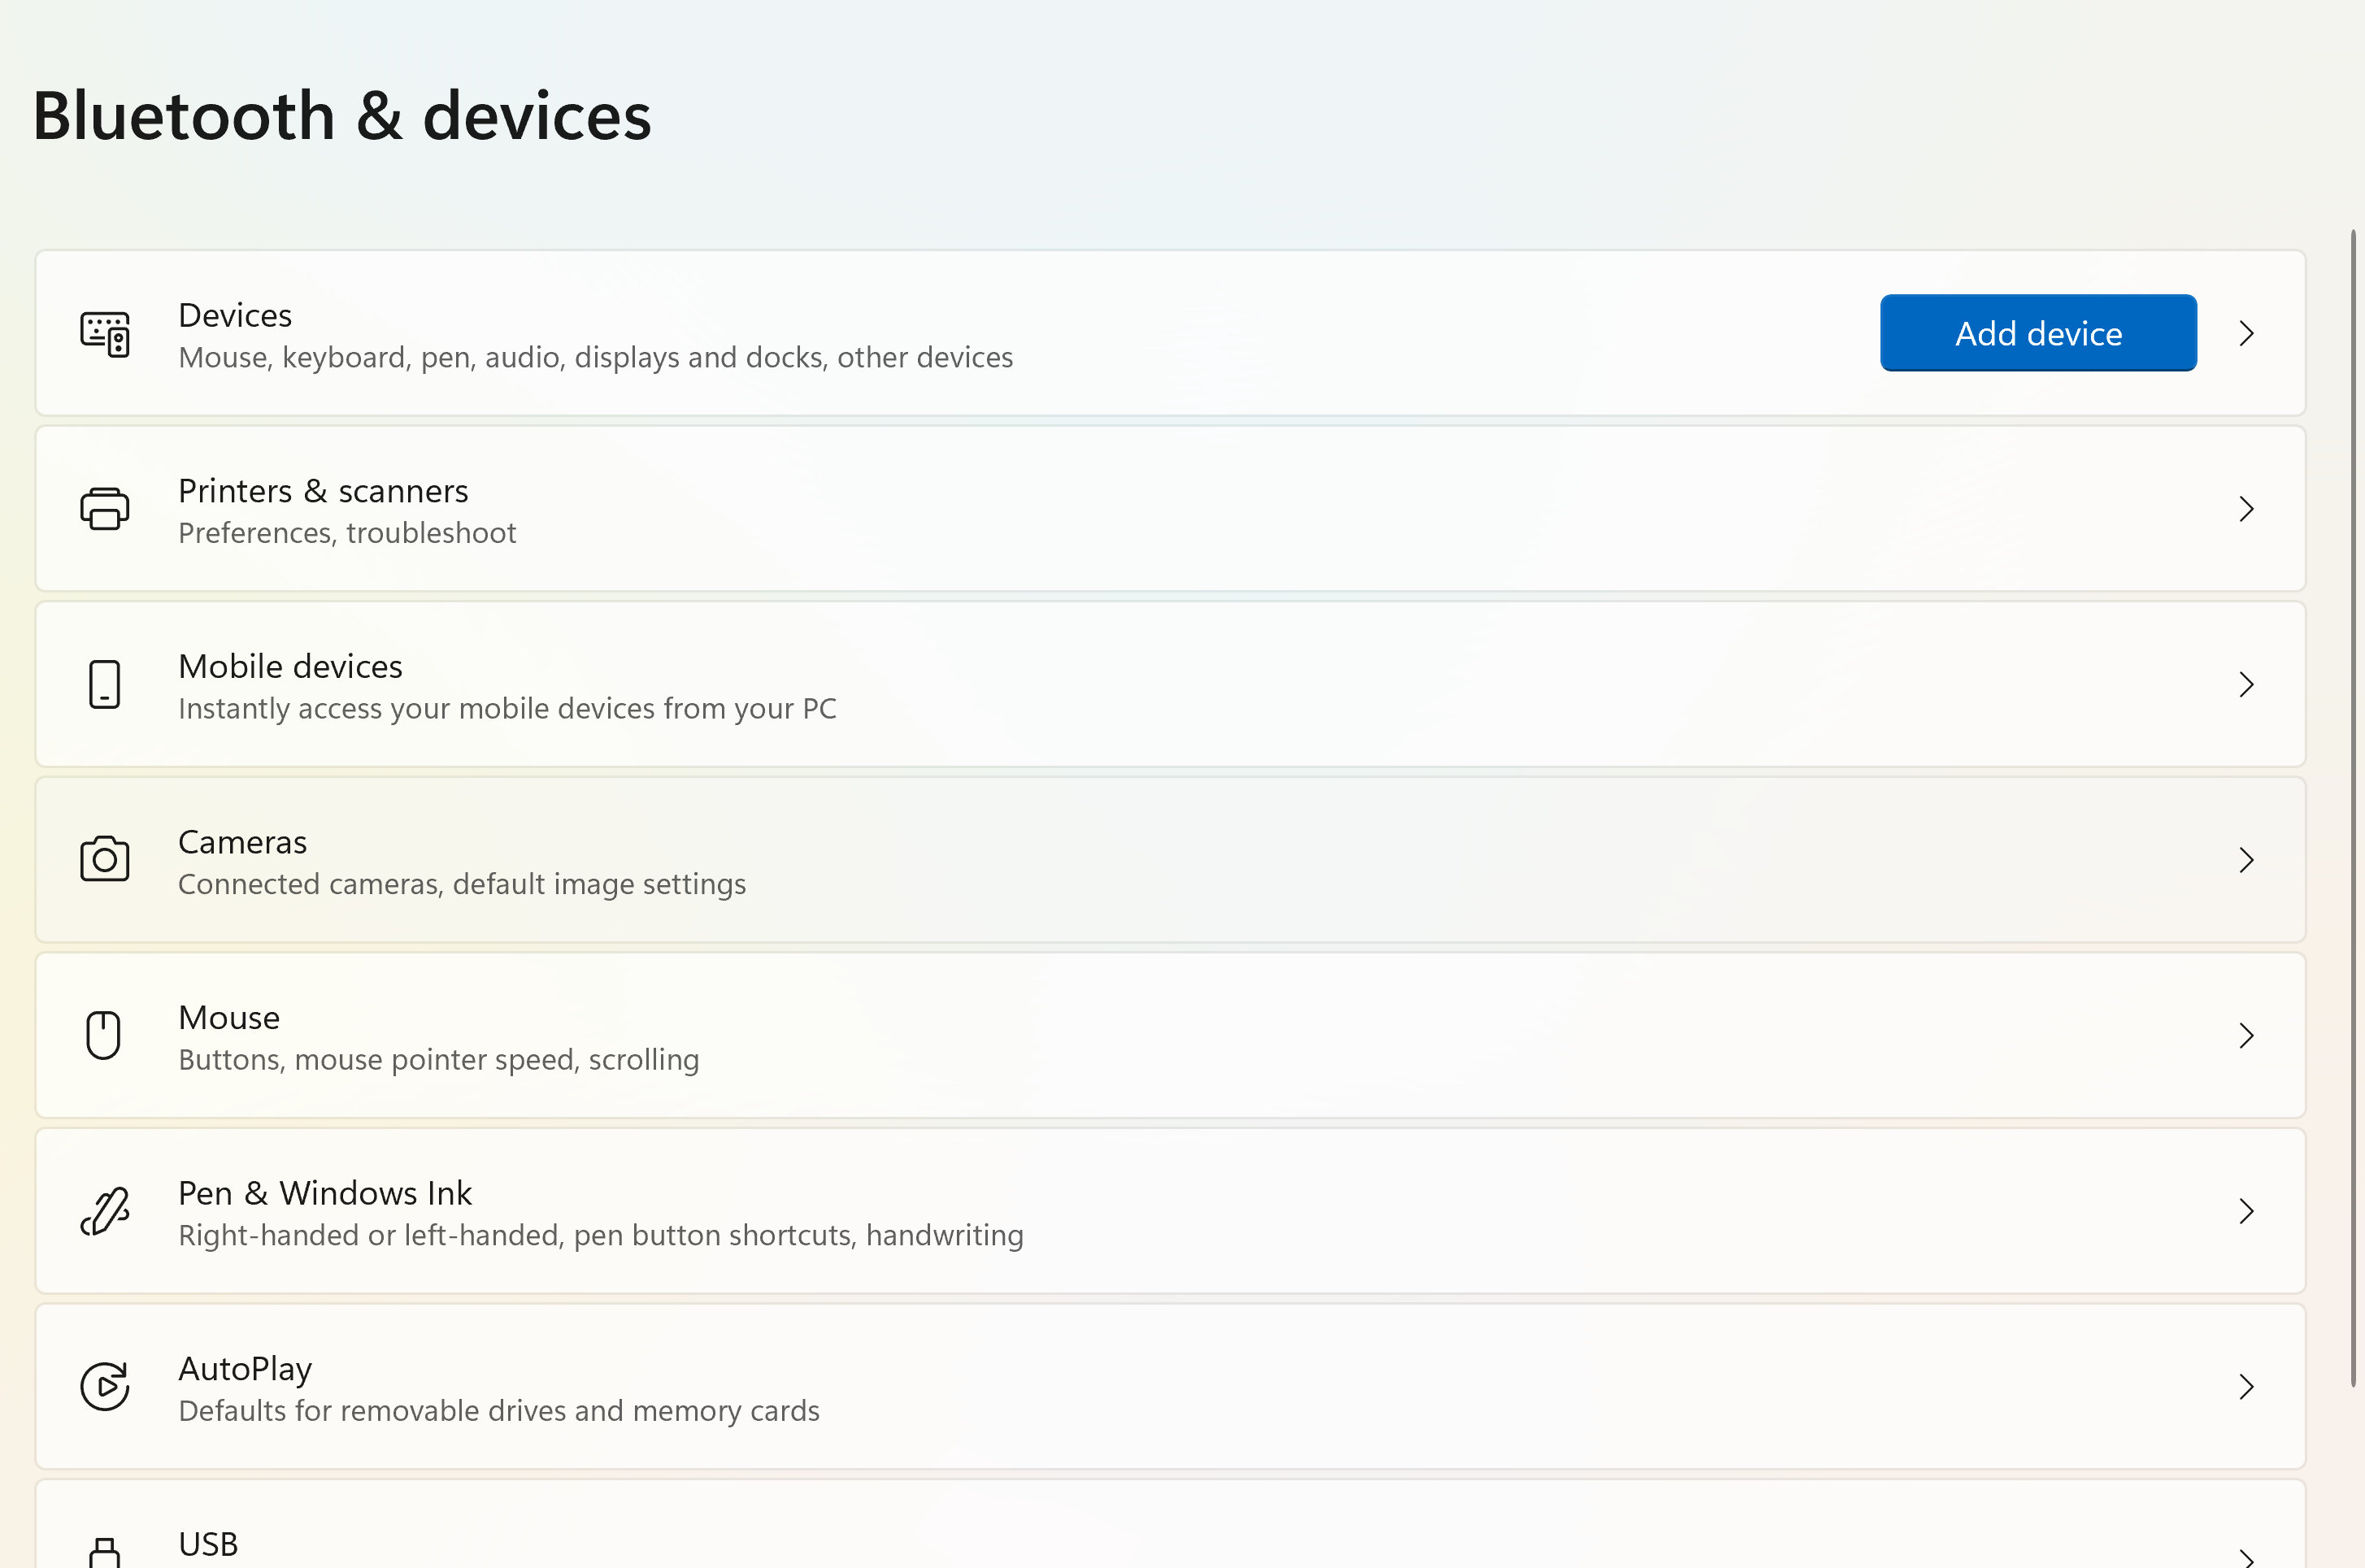 Bluetooth & devices
Devices
Mouse, keyboard, pen, audio, displays and docks, other devices
Add device
Printers & scanners
Preferences, troubleshoot
Mobile devices
Instantly access your mobile devices from your PC
Cameras
Connected cameras, default image settings
Mouse
Buttons, mouse pointer speed, scrolling
Pen & Windows Ink
Right-handed or left-handed, pen button shortcuts, handwriting
AutoPlay
Defaults for removable drives and memory cards
USB